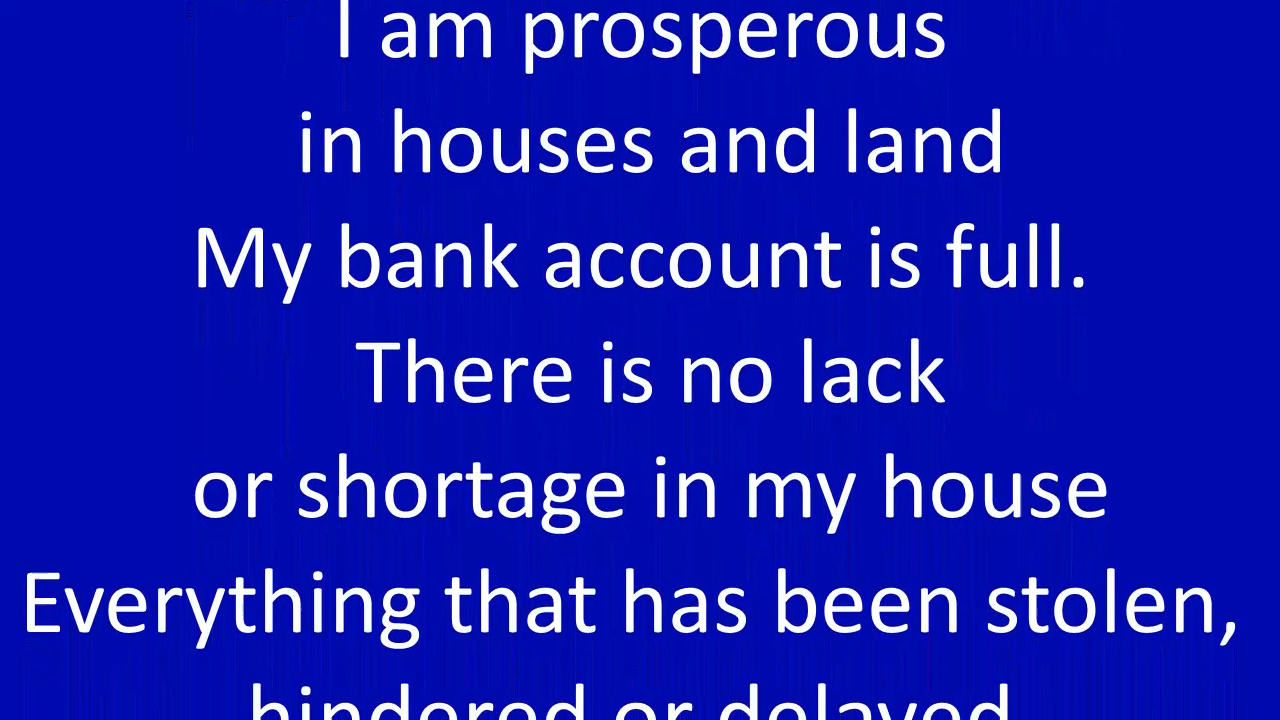 I am prosperous
in houses and land
My bank account is full.
There is no lack
or shortage in my house
Everything that has been stolen,
hindered or delayed